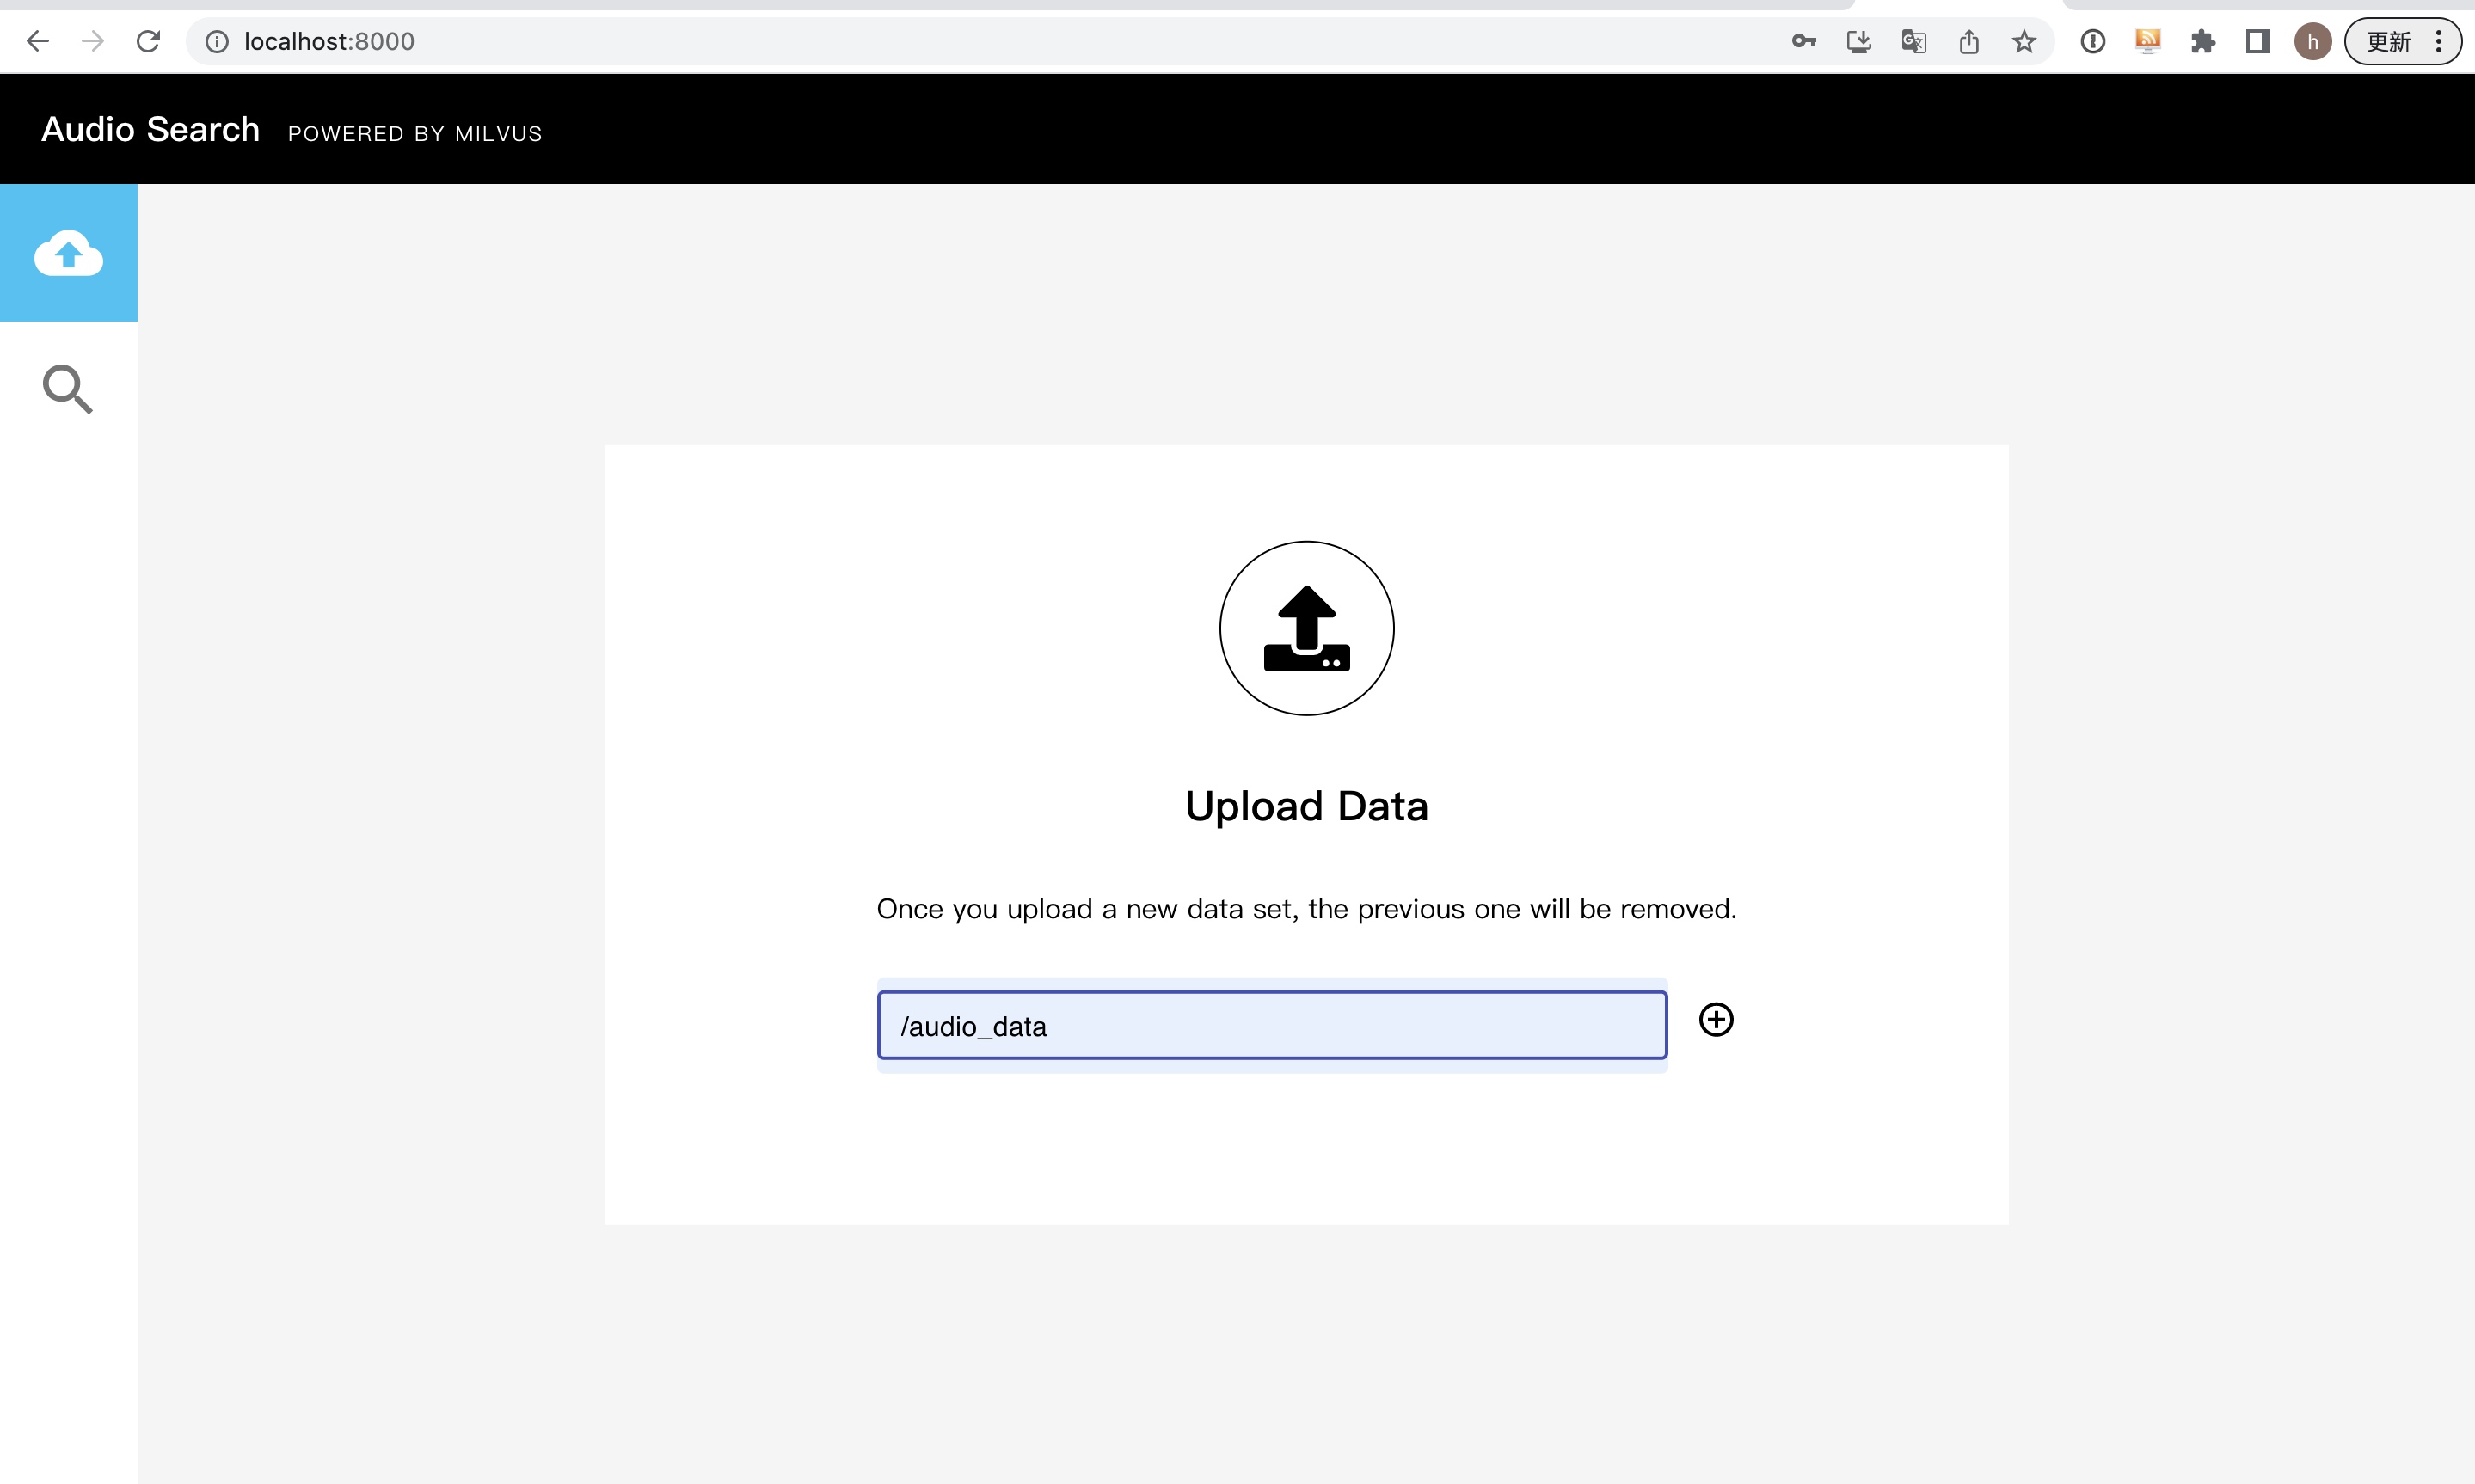 localhost:8000
h
更新
Audio Search POWERED BY MILVUS
Upload Data
Once you upload a new data set, the previous one will be removed.
/audio_data